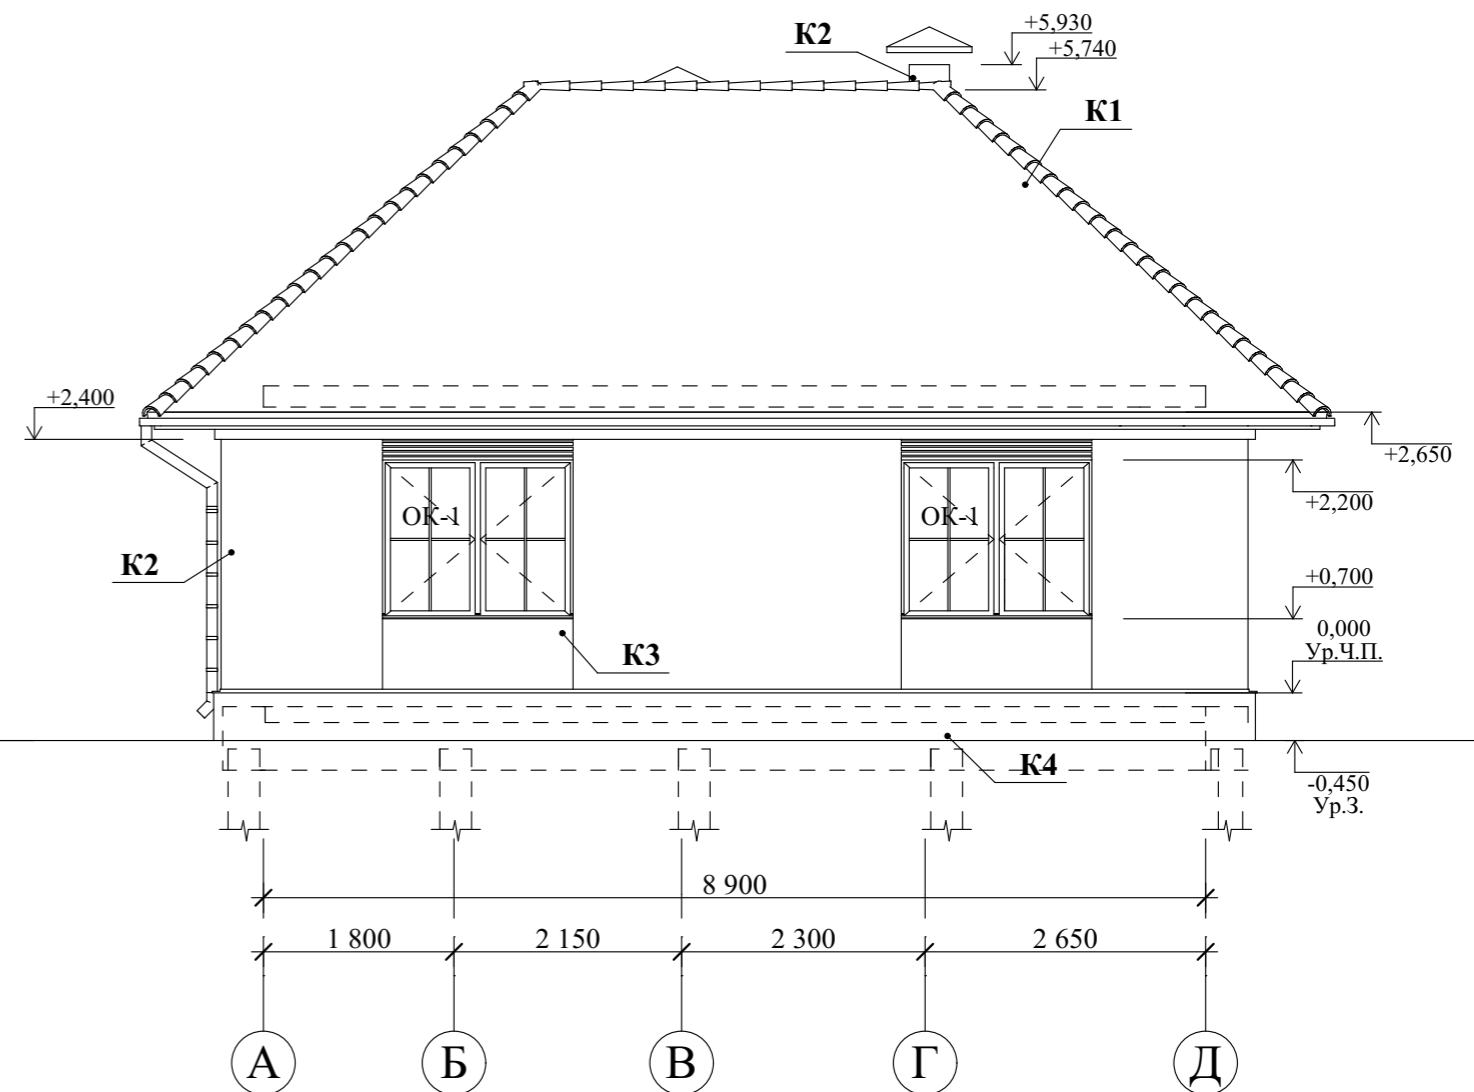 К2
+5,930
+5,740
К1
+2,400
+2,650
+2,200
ОК-1
ОК-1
К2
+0,700
0,000
Ур.Ч.П.
К3
К4
-0,450
Ур.З.
8 900
1 800
2 150
2 300
2 650
А
Б
В
Г
Д